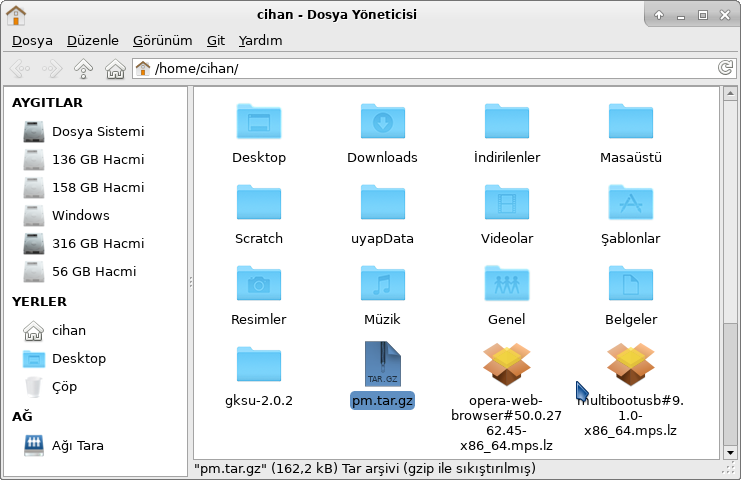 cihan - Dosya Yöneticisi
Dosya Düzenle Görünüm Git Yardım
/home/cihan/
AYGITLAR
Dosya Sistemi
136 GB Hacmi
158 GB Hacmi
Windows
316 GB Hacmi
56 GB Hacmi
YERLER
cihan
Desktop
Çöp
AĞ
Ağı Tara
Desktop
Downloads
İndirilenler
Masaüstü
Scratch
uyapData
Videolar
Şablonlar
Resimler
Müzik
Genel
Belgeler
gksu-2.0.2
TAR.GZ
pm.tar.gz
opera-web-
browser#50.0.27
62.45-
x86_64.mps.lz
multibootusb#9.
1.0-
x86_64.mps.lz
"pm.tar.gz" (162,2 kB) Tar arşivi (gzip ile sıkıştırılmış)